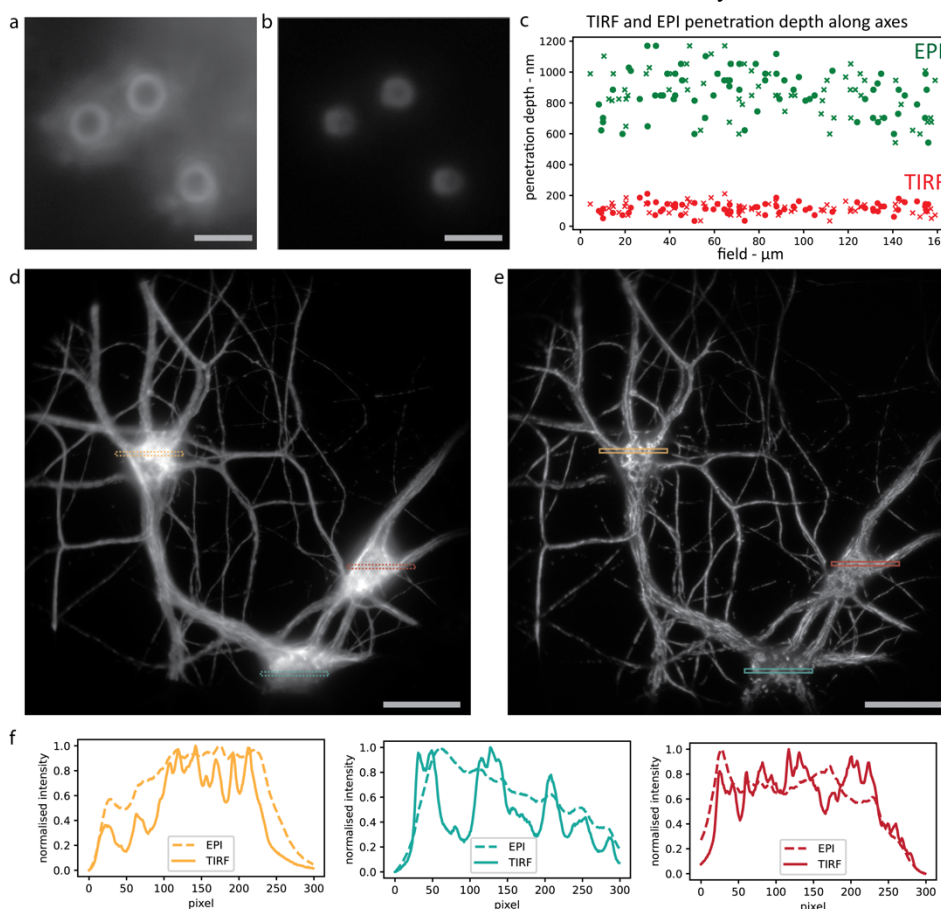 a
b
c
TIRF and EPI penetration depth along axes
penetration depth - nm
1200
1000
800
600
400
200
0
EPI
TIRF
0
20
40
60
80
100
120
140
160
field - µm
d
e
f
normalised intensity
1.0
0.8
0.6
0.4
0.2
0.0
EPI
TIRF
0
50
100
150
200
250
300
pixel
normalised intensity
1.0
0.8
0.6
0.4
0.2
0.0
EPI
TIRF
0
50
100
150
200
250
300
pixel
normalised intensity
1.0
0.8
0.6
0.4
0.2
0.0
EPI
TIRF
0
50
100
150
200
250
300
pixel